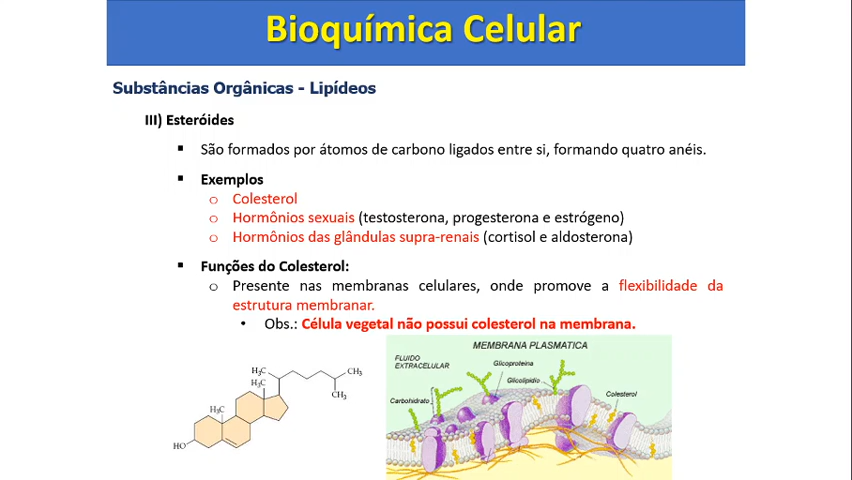 Bioquímica Celular
Substâncias Orgânicas - Lipídeos
III) Esteróides
▪ São formados por átomos de carbono ligados entre si, formando quatro anéis.
▪ Exemplos
o Colesterol
o Hormônios sexuais (testosterona, progesterona e estrógeno)
o Hormônios das glândulas supra-renais (cortisol e aldosterona)
▪ Funções do Colesterol:
o Presente nas membranas celulares, onde promove a flexibilidade da
estrutura membranar.
• Obs.: Célula vegetal não possui colesterol na membrana.
MEMBRANA PLASMATICA
FLUIDO
EXTRACELULAR
Glicoproteina
Glicolipídio
Carbohidrato
Colesterol
H₃C
CH₃
H₃C
CH₃
H₃C
HO